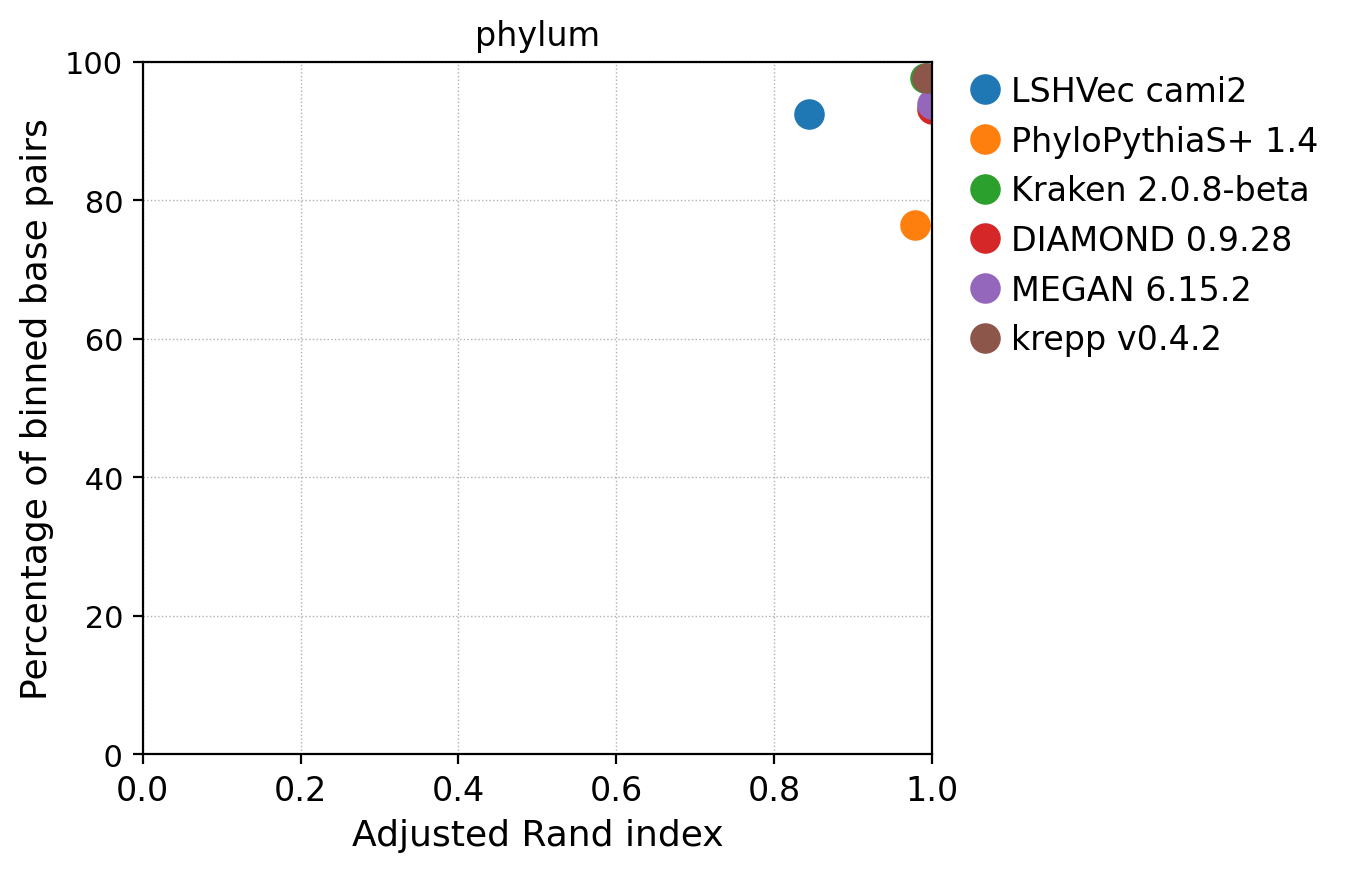 phylum
Percentage of binned base pairs
100
80
60
40
20
0
0.0 0.2 0.4 0.6 0.8 1.0
Adjusted Rand index
LSHVec cami2
PhyloPythiaS+ 1.4
Kraken 2.0.8-beta
DIAMOND 0.9.28
MEGAN 6.15.2
krepp v0.4.2